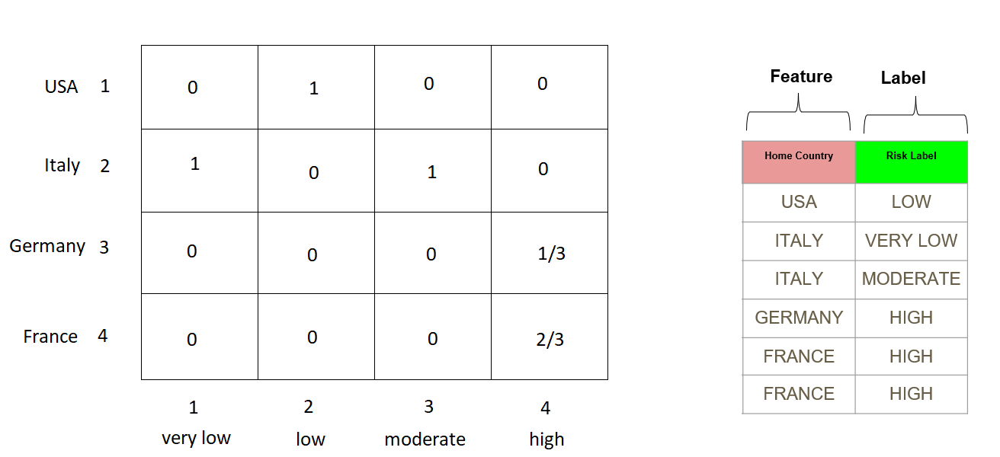 USA 1 0 1 0 0
Italy 2 1 0 1 0
Germany 3 0 0 0 1/3
France 4 0 0 0 2/3
1 2 3 4
very low low moderate high
Feature Label
Home Country Risk Label
USA LOW
ITALY VERY LOW
ITALY MODERATE
GERMANY HIGH
FRANCE HIGH
FRANCE HIGH